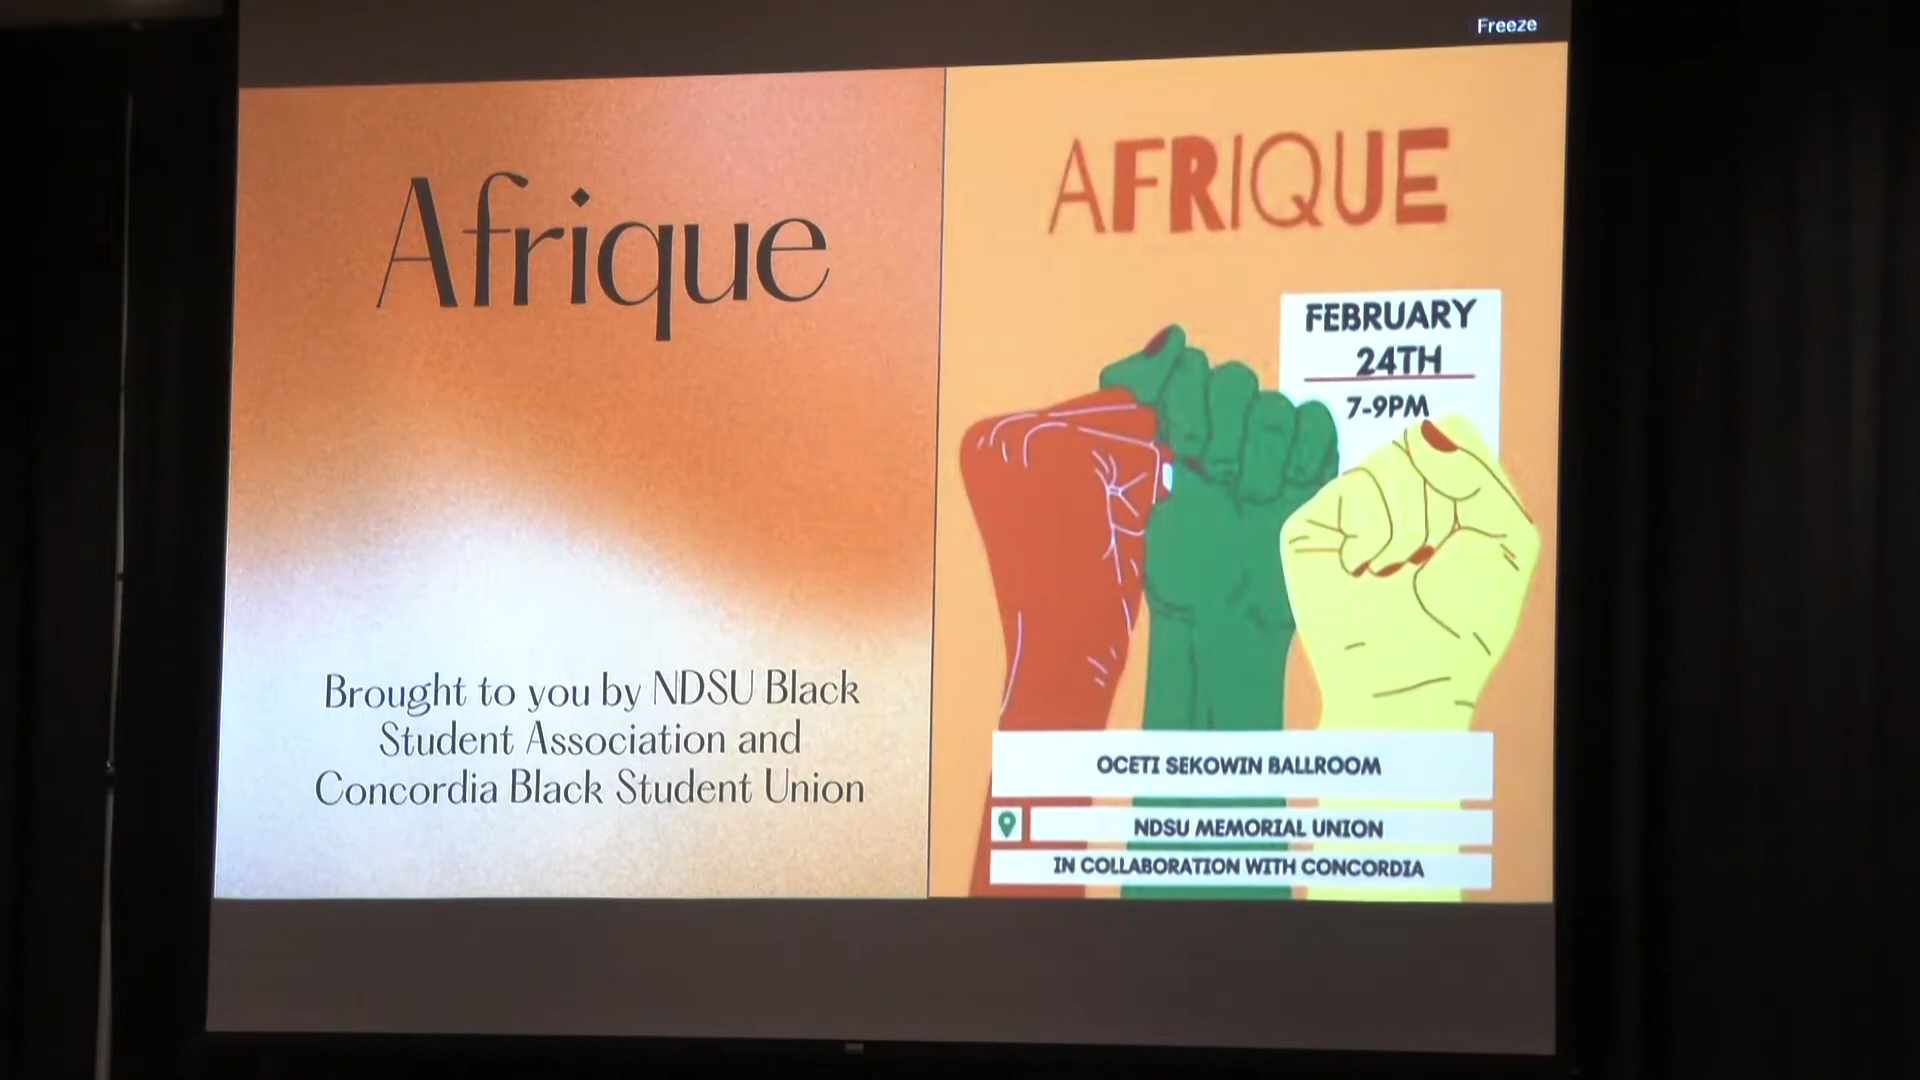 Freeze
Afrique
Brought to you by NDSU Black
Student Association and
Concordia Black Student Union
AFRIQUE
FEBRUARY
24TH
7-9PM
OCETI SEKOWIN BALLROOM
NDSU MEMORIAL UNION
IN COLLABORATION WITH CONCORDIA